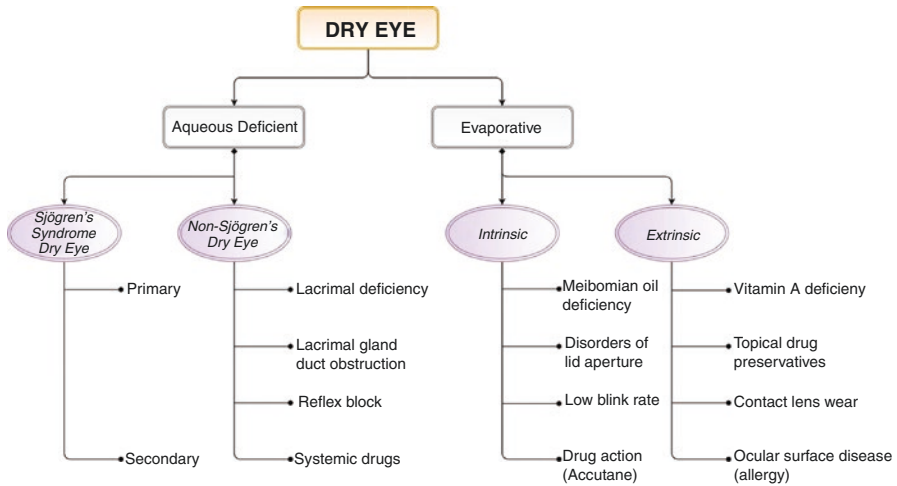 DRY EYE
Aqueous Deficient
Evaporative
Sjögren's
Syndrome
Dry Eye
Non-Sjögren's
Dry Eye
Intrinsic
Extrinsic
Primary
Secondary
Lacrimal deficiency
Lacrimal gland
duct obstruction
Reflex block
Systemic drugs
Meibomian oil
deficiency
Disorders of
lid aperture
Low blink rate
Drug action
(Accutane)
Vitamin A deficieny
Topical drug
preservatives
Contact lens wear
Ocular surface disease
(allergy)